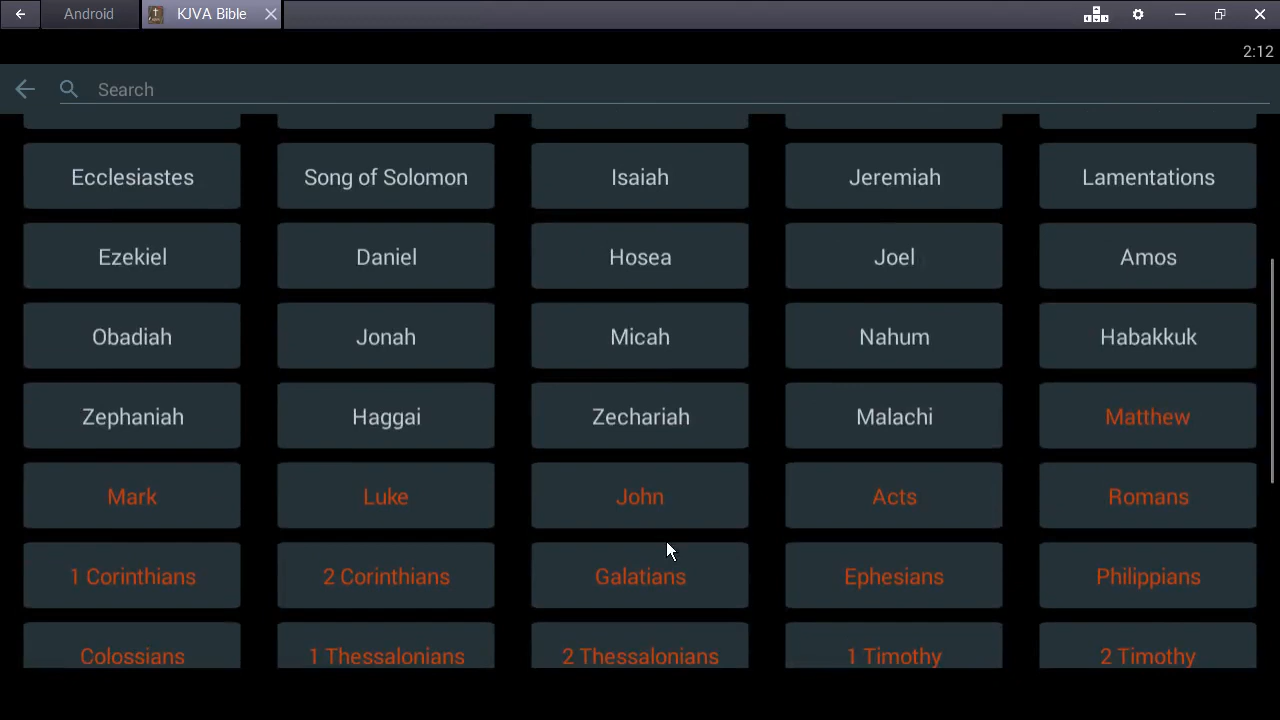 Android
KJVA Bible
2:12
Search
Ecclesiastes Song of Solomon Isaiah Jeremiah Lamentations
Ezekiel Daniel Hosea Joel Amos
Obadiah Jonah Micah Nahum Habakkuk
Zephaniah Haggai Zechariah Malachi Matthew
Mark Luke John Acts Romans
1 Corinthians 2 Corinthians Galatians Ephesians Philippians
Colossians 1 Thessalonians 2 Thessalonians 1 Timothy 2 Timothy